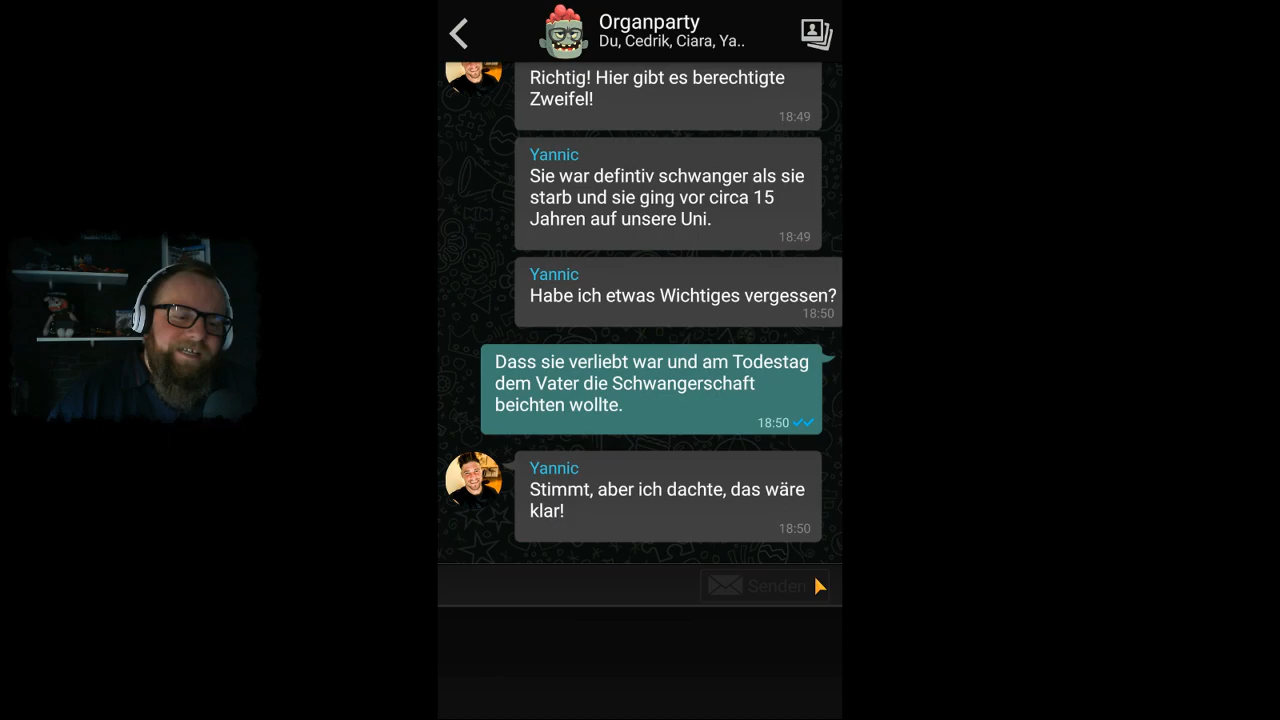 Organparty
Du, Cedrik, Ciara, Ya..
Richtig! Hier gibt es berechtigte
Zweifel!
18:49
Yannic
Sie war defintiv schwanger als sie
starb und sie ging vor circa 15
Jahren auf unsere Uni.
18:49
Yannic
Habe ich etwas Wichtiges vergessen?
18:50
Dass sie verliebt war und am Todestag
dem Vater die Schwangerschaft
beichten wollte.
18:50
Yannic
Stimmt, aber ich dachte, das wäre
klar!
18:50
Senden